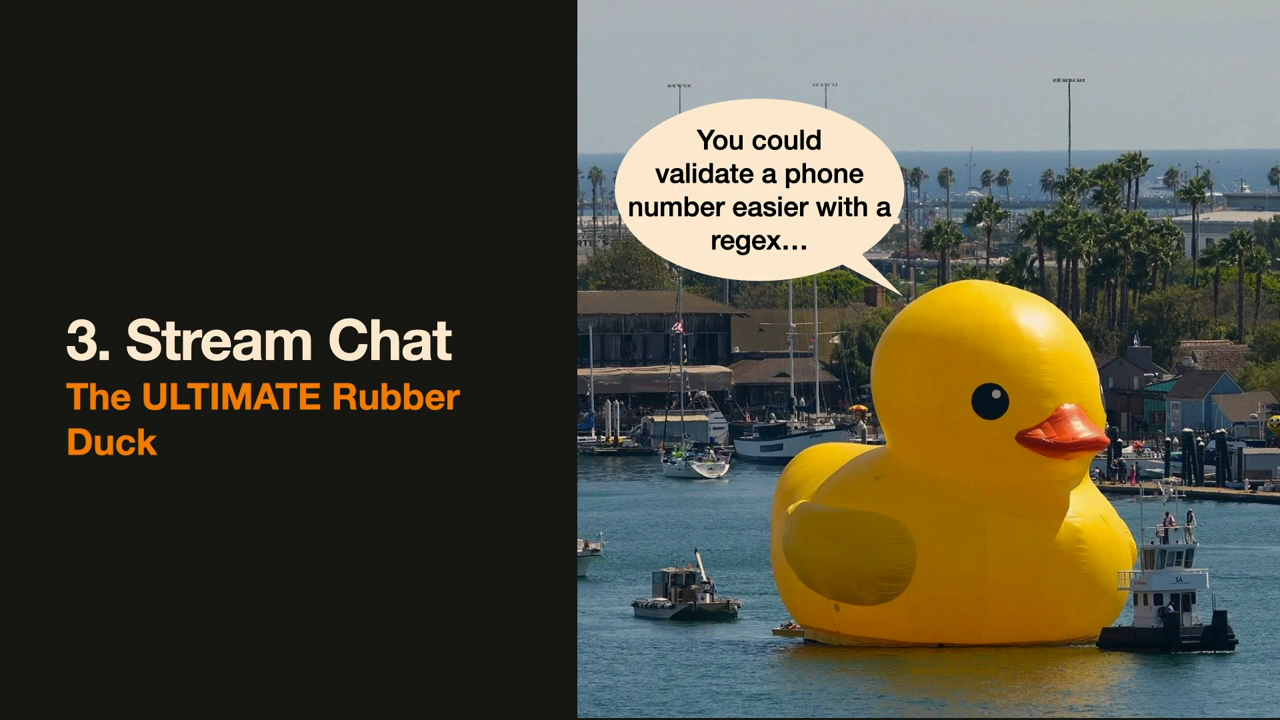 3. Stream Chat
The ULTIMATE Rubber
Duck
You could
validate a phone
number easier with a
regex...